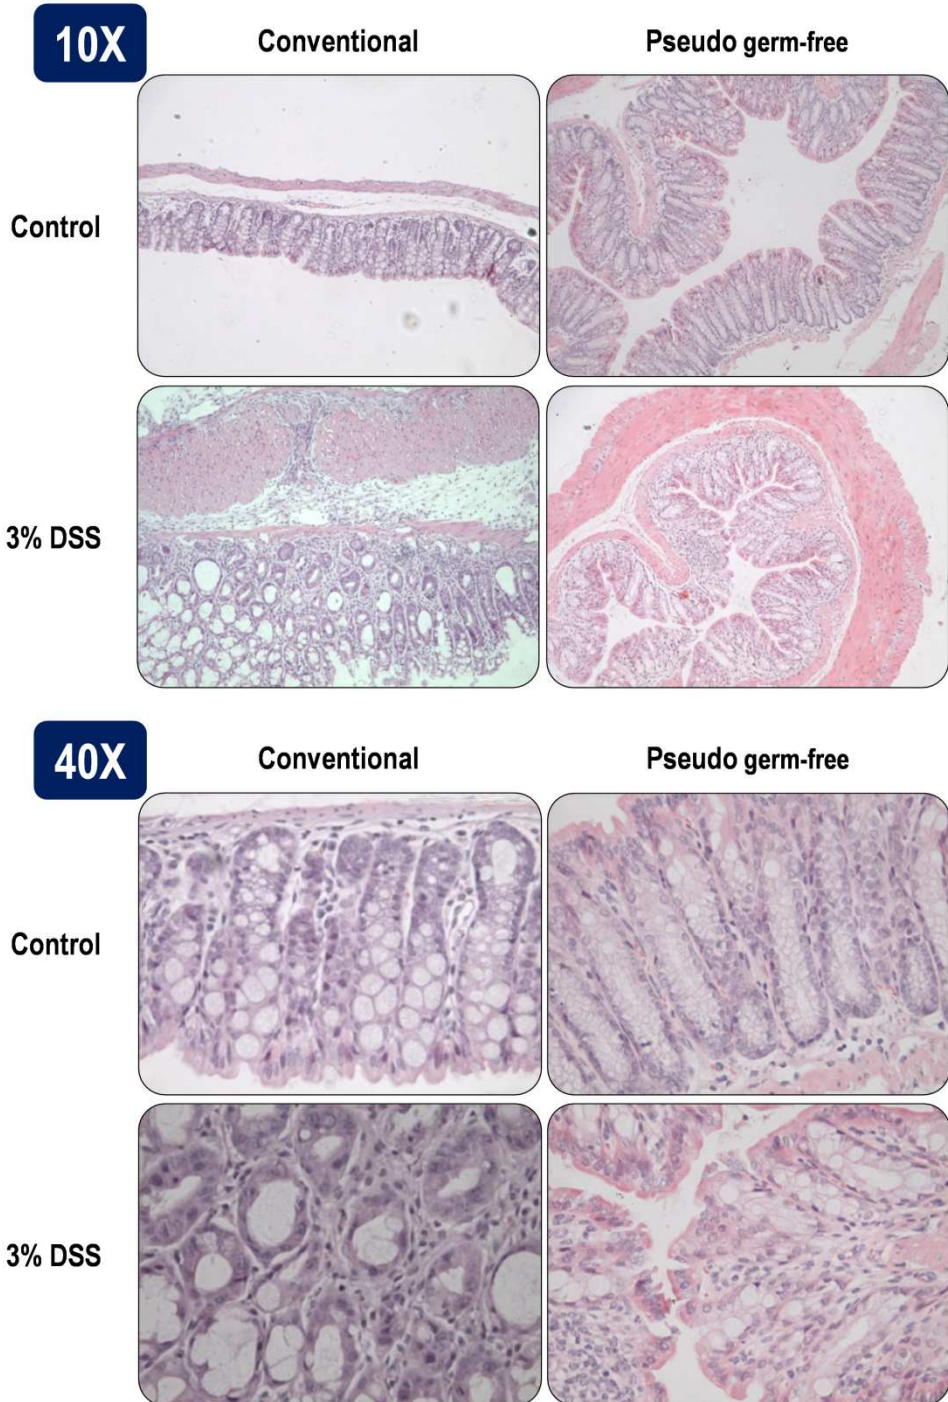 10X
Conventional
Pseudo germ-free
Control
3% DSS
40X
Conventional
Pseudo germ-free
Control
3% DSS